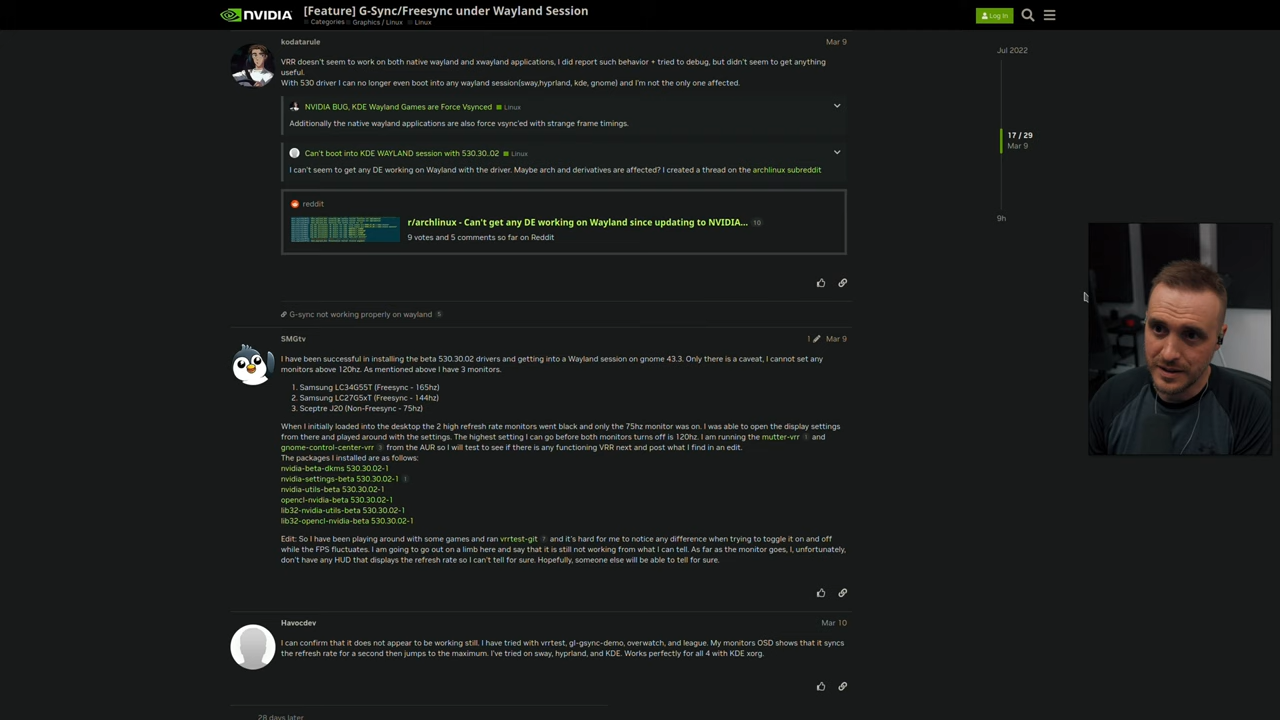 NVIDIA
[Feature] G-Sync/Freesync under Wayland Session
Categories Graphics / Linux Linux
Log In
kodatarule
Mar 9
VRR doesn't seem to work on both native wayland and xwayland applications, I did report such behavior + tried to debug, but didn't seem to get anything
useful.
With 530 driver I can no longer even boot into any wayland session(sway,hyprland, kde, gnome) and I'm not the only one affected.
NVIDIA BUG, KDE Wayland Games are Force Vsynced Linux
Additionally the native wayland applications are also force vsync'ed with strange frame timings.
Can't boot into KDE WAYLAND session with 530.30..02 Linux
I can't seem to get any DE working on Wayland with the driver. Maybe arch and derivatives are affected? I created a thread on the archlinux subreddit
reddit
r/archlinux - Can't get any DE working on Wayland since updating to NVIDIA... 10
9 votes and 5 comments so far on Reddit
G-sync not working properly on wayland 6
SMGtv
1 Mar 9
I have been successful in installing the beta 530.30.02 drivers and getting into a Wayland session on gnome 43.3. Only there is a caveat, I cannot set any
monitors above 120hz. As mentioned above I have 3 monitors.
1. Samsung LC34G55T (Freesync - 165hz)
2. Samsung LC27G5xT (Freesync - 144hz)
3. Sceptre J20 (Non-Freesync - 75hz)
When I initially loaded into the desktop the 2 high refresh rate monitors went black and only the 75hz monitor was on. I was able to open the display settings
from there and played around with the settings. The highest setting I can go before both monitors turns off is 120hz. I am running the mutter-vrr 1 and
gnome-control-center-vrr 3 from the AUR so I will test to see if there is any functioning VRR next and post what I find in an edit.
The packages I installed are as follows:
nvidia-beta-dkms 530.30.02-1
nvidia-settings-beta 530.30.02-1 1
nvidia-utils-beta 530.30.02-1
opencl-nvidia-beta 530.30.02-1
lib32-nvidia-utils-beta 530.30.02-1
lib32-opencl-nvidia-beta 530.30.02-1
Edit: So I have been playing around with some games and ran vrrtest-git 7 and it's hard for me to notice any difference when trying to toggle it on and off
while the FPS fluctuates. I am going to go out on a limb here and say that it is still not working from what I can tell. As far as the monitor goes, I, unfortunately,
don't have any HUD that displays the refresh rate so I can't tell for sure. Hopefully, someone else will be able to tell for sure.
Havocdev
Mar 10
I can confirm that it does not appear to be working still. I have tried with vrrtest, gl-gsync-demo, overwatch, and league. My monitors OSD shows that it syncs
the refresh rate for a second then jumps to the maximum. I've tried on sway, hyprland, and KDE. Works perfectly for all 4 with KDE xorg.
28 days later
Jul 2022
17 / 29
Mar 9
9h